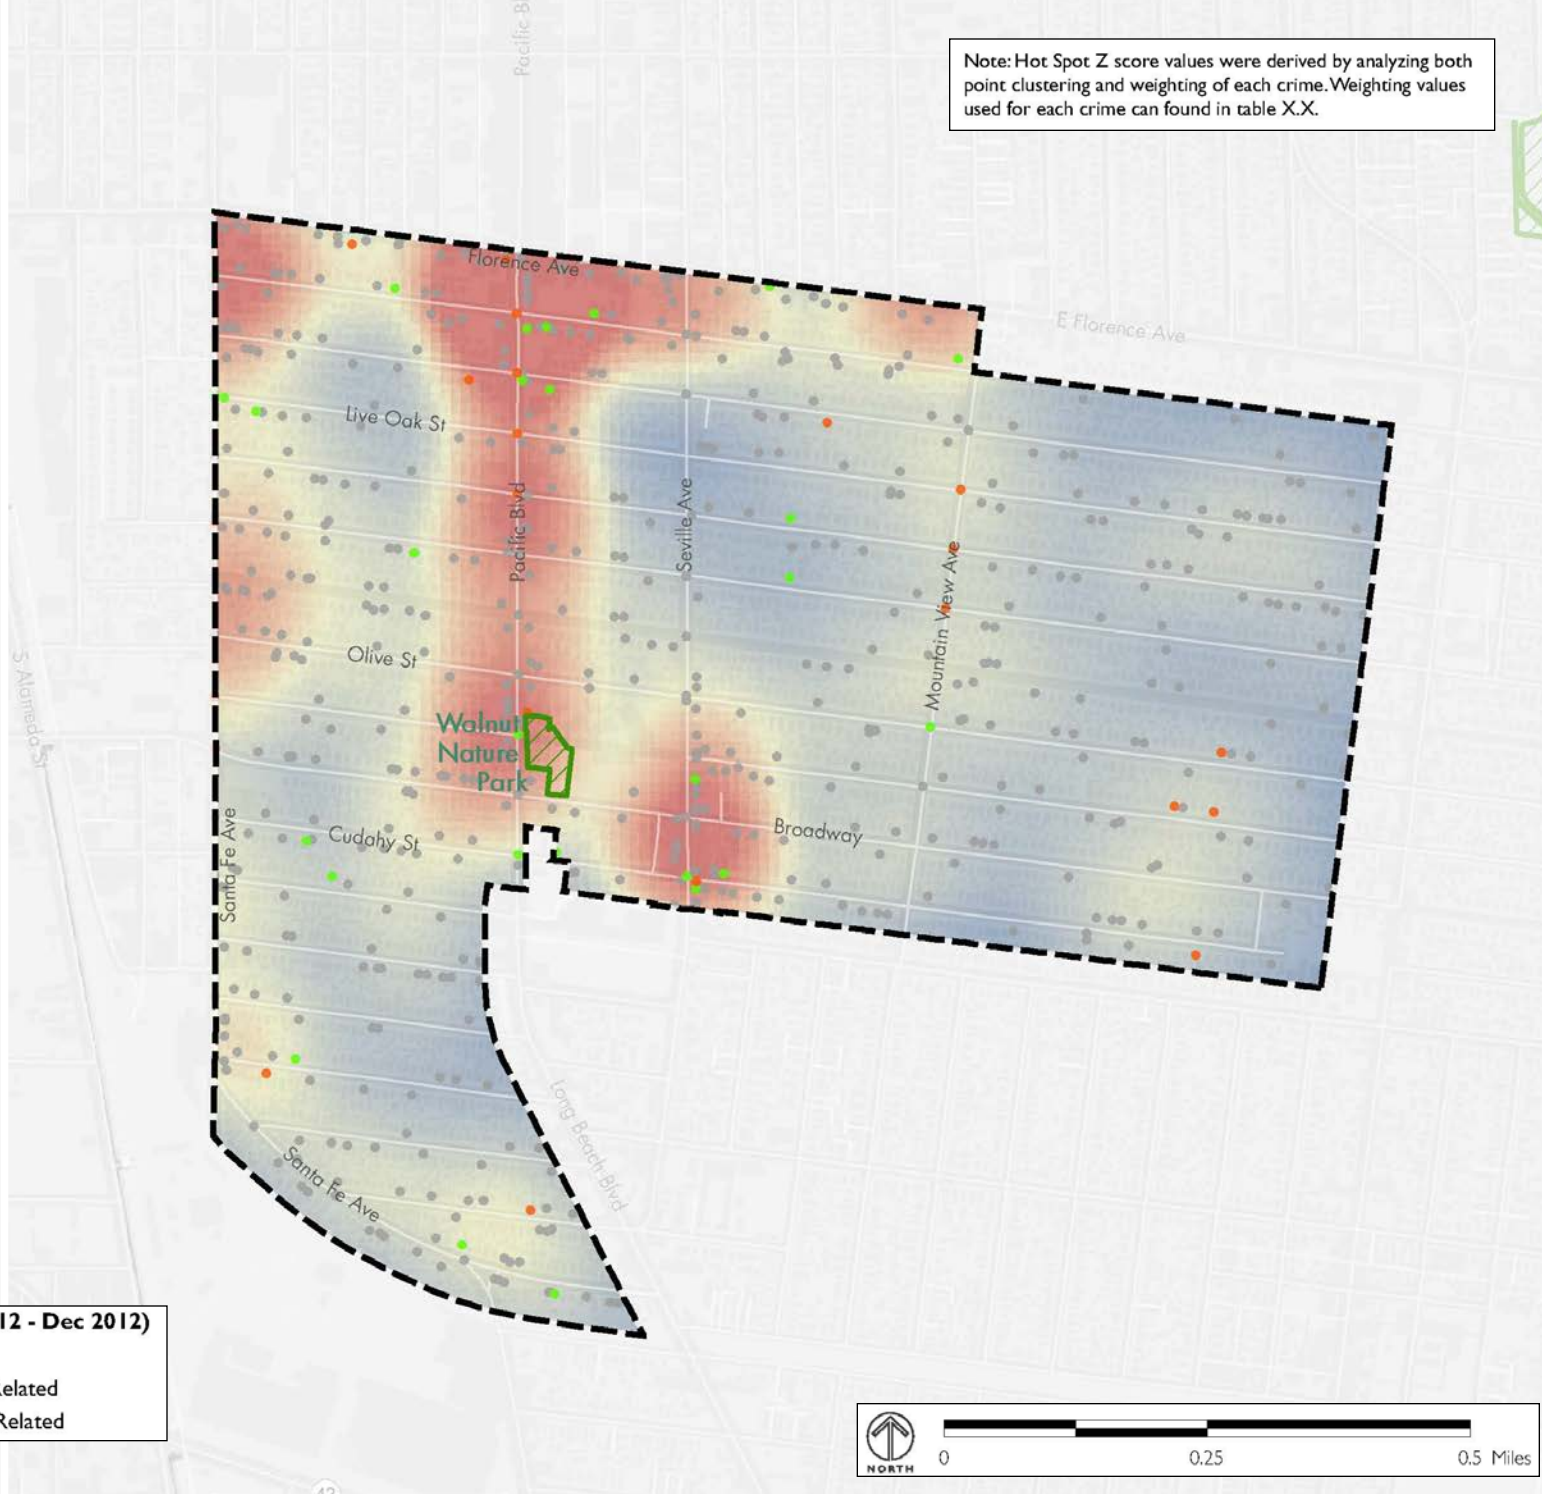 Pacific Bl
Note: Hot Spot Z score values were derived by analyzing both
point clustering and weighting of each crime. Weighting values
used for each crime can found in table X.X.
Florence Ave
E Florence Ave
Live Oak St
Pacific Blvd
Seville Ave
Mountain View Ave
Olive St
S Alameda St
Walnut
Nature
Park
Santa Fe Ave
Cudahy St
Broadway
Long Beach Blvd
Santa Fe Ave
12 - Dec 2012)
elated
Related
NORTH
0
0.25
0.5 Miles
42